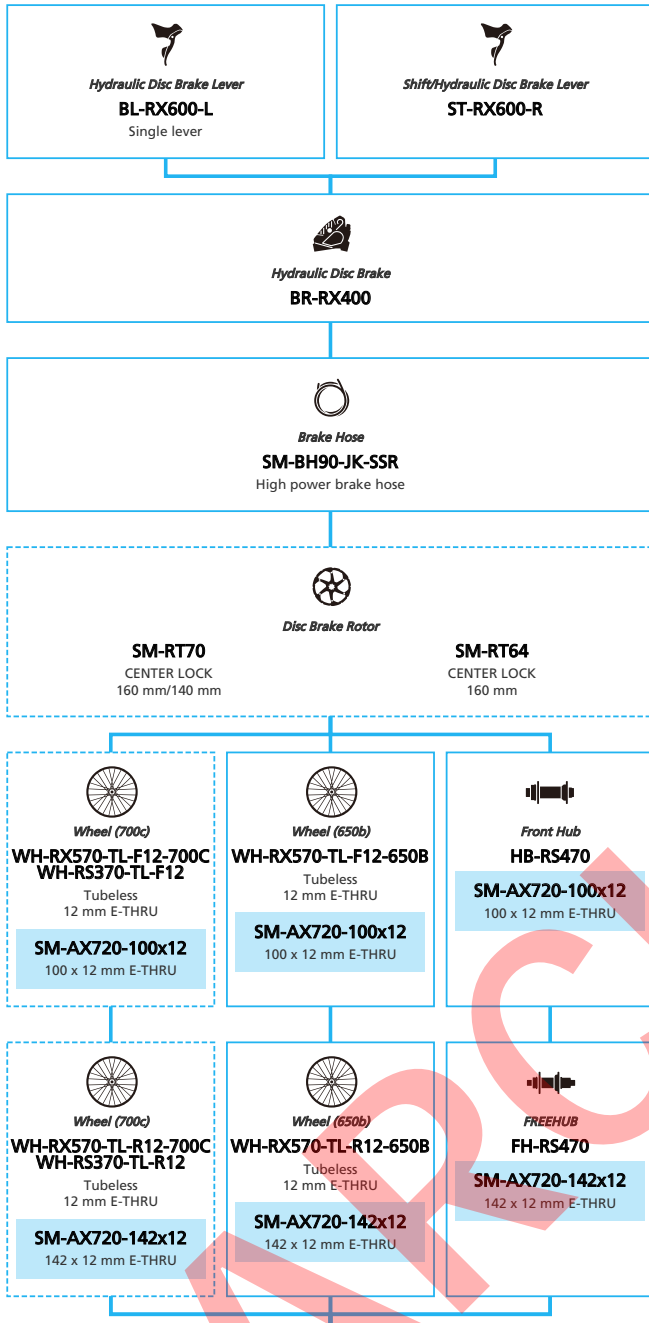 Hydraulic Disc Brake Lever
BL-RX600-L
Single lever
Shift/Hydraulic Disc Brake Lever
ST-RX600-R
Hydraulic Disc Brake
BR-RX400
Brake Hose
SM-BH90-JK-SSR
High power brake hose
Disc Brake Rotor
SM-RT70
CENTER LOCK
160 mm/140 mm
SM-RT64
CENTER LOCK
160 mm
Wheel (700c)
WH-RX570-TL-F12-700C
WH-RS370-TL-F12
Tubeless
12 mm E-THRU
SM-AX720-100x12
100 x 12 mm E-THRU
Wheel (650b)
WH-RX570-TL-F12-650B
Tubeless
12 mm E-THRU
SM-AX720-100x12
100 x 12 mm E-THRU
Front Hub
HB-RS470
SM-AX720-100x12
100 x 12 mm E-THRU
Wheel (700c)
WH-RX570-TL-R12-700C
WH-RS370-TL-R12
Tubeless
12 mm E-THRU
SM-AX720-142x12
142 x 12 mm E-THRU
Wheel (650b)
WH-RX570-TL-R12-650B
Tubeless
12 mm E-THRU
SM-AX720-142x12
142 x 12 mm E-THRU
FREEHUB
FH-RS470
SM-AX720-142x12
142 x 12 mm E-THRU